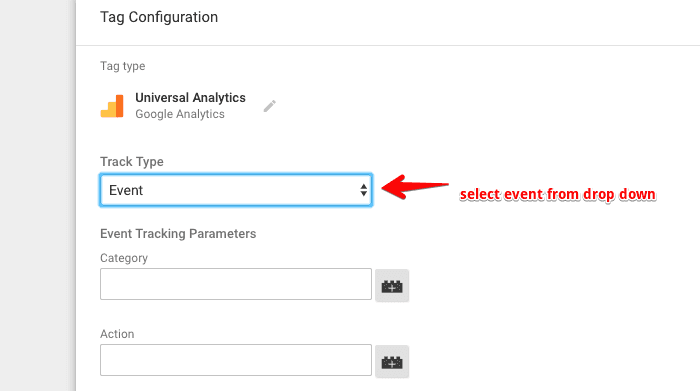 Tag Configuration
Tag type
Universal Analytics
Google Analytics
Track Type
Event
select event from drop down
Event Tracking Parameters
Category
Action